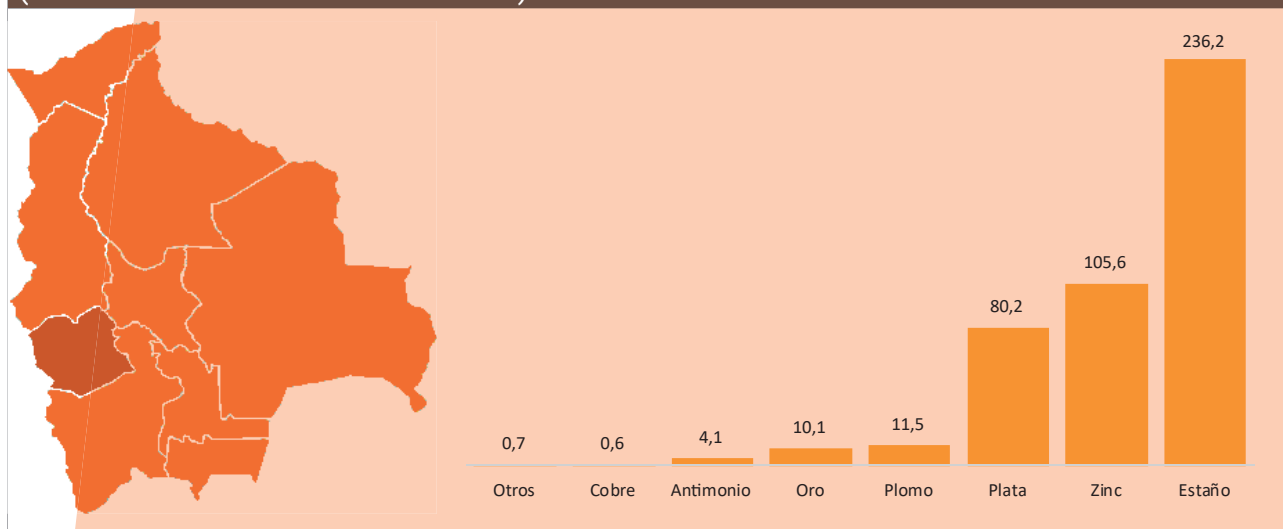 236,2
105,6
80,2
11,5
10,1
4,1
0,7
0,6
Otros
Cobre
Antimonio
Oro
Plomo
Plata
Zinc
Estaño